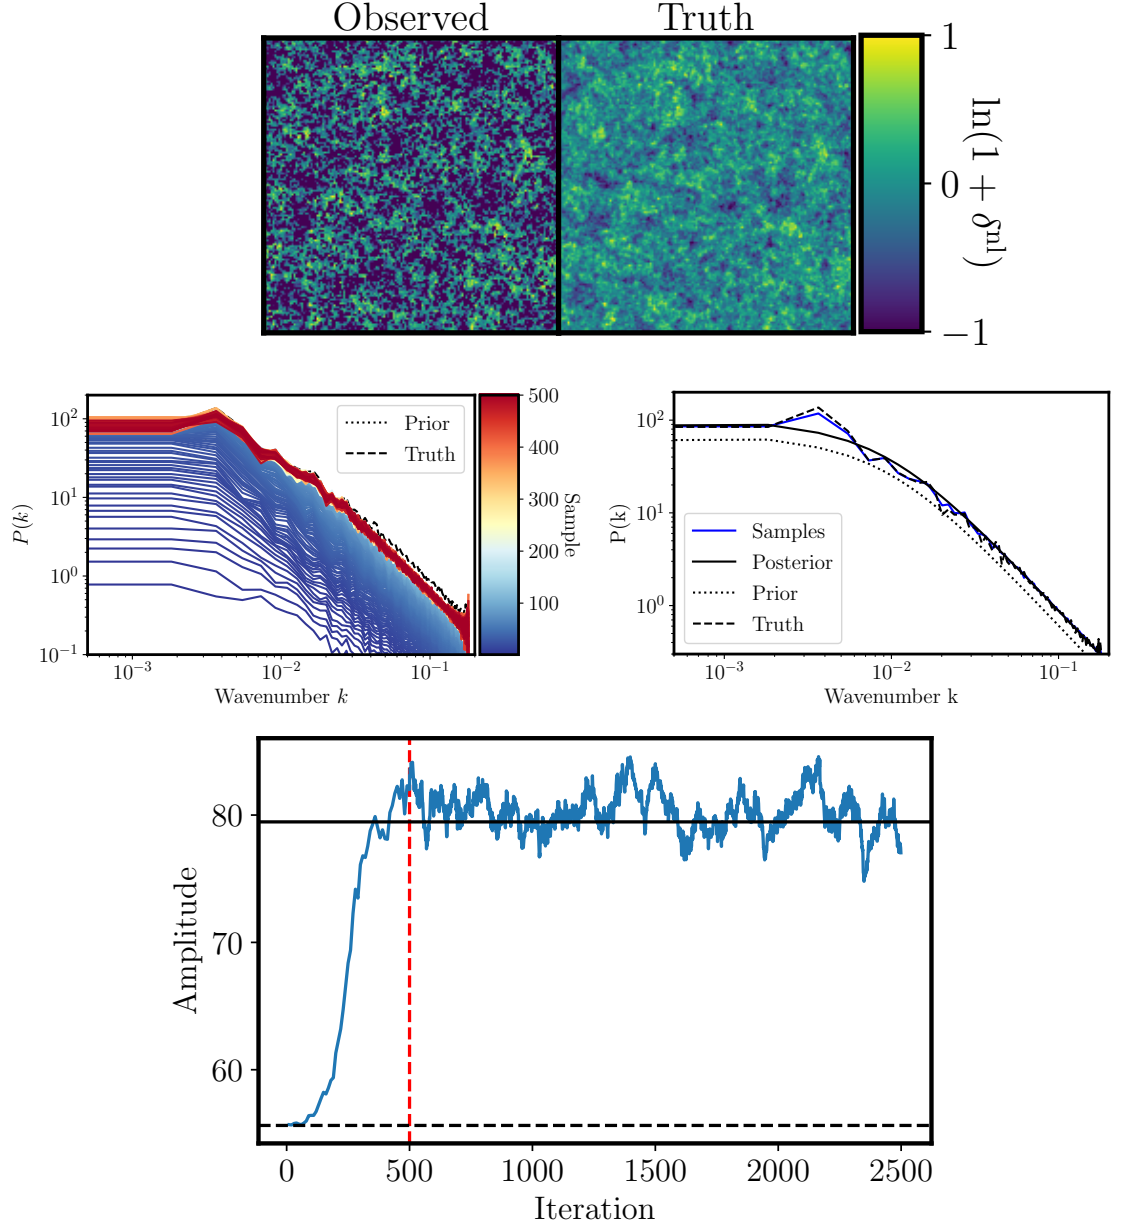 Observed
Truth
1
0
−1
ln(1 + δ^nl)
10^2
10^1
10^0
10^−1
P(k)
Prior
Truth
500
400
300
200
100
Sample
10^−3
10^−2
10^−1
Wavenumber k
10^2
10^1
10^0
P(k)
Samples
Posterior
Prior
Truth
10^−3
10^−2
10^−1
Wavenumber k
80
70
60
Amplitude
0
500
1000
1500
2000
2500
Iteration